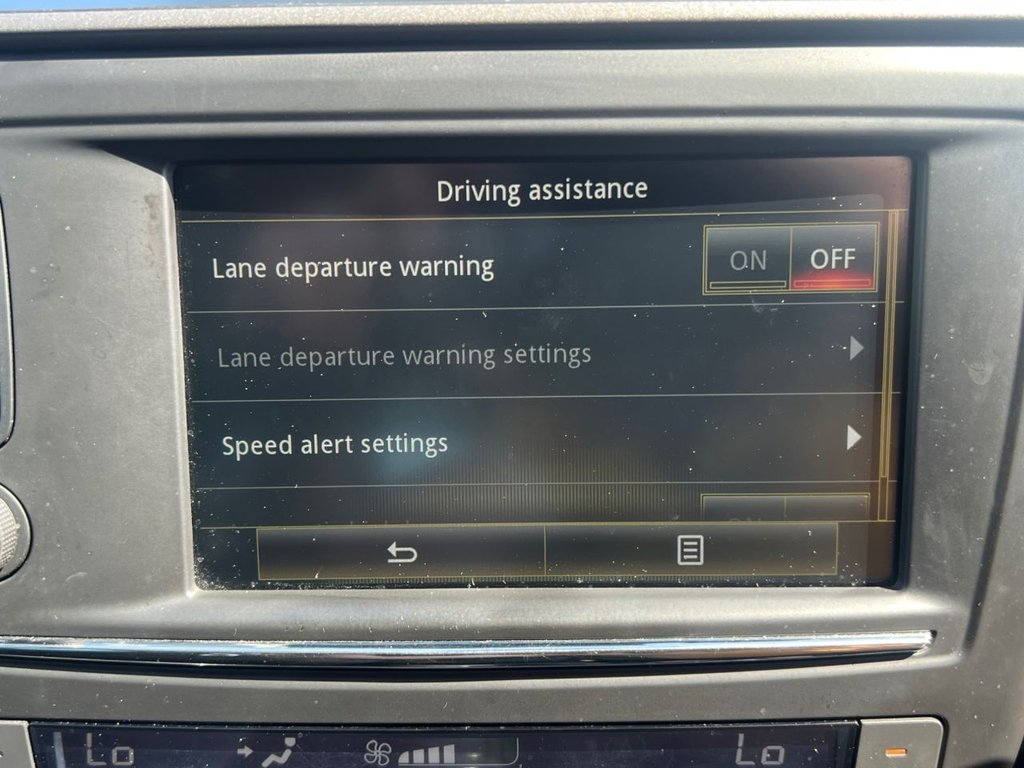 Driving assistance
Lane departure warning
ON OFF
Lane departure warning settings
Speed alert settings
Lo Lo